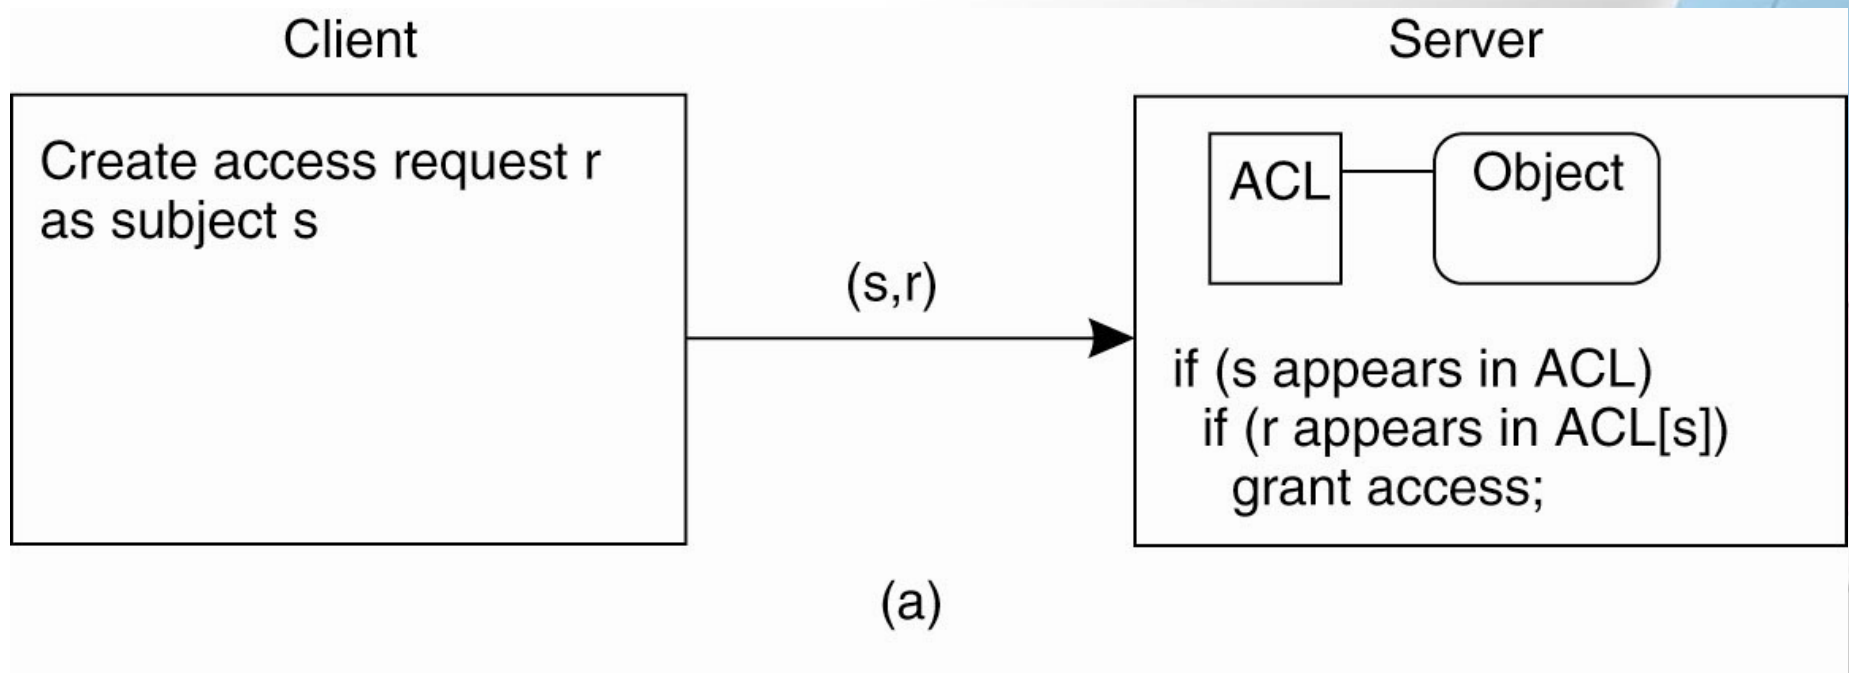 Client
Server
Create access request r
as subject s
(s,r)
ACL
Object
if (s appears in ACL)
if (r appears in ACL[s])
grant access;
(a)